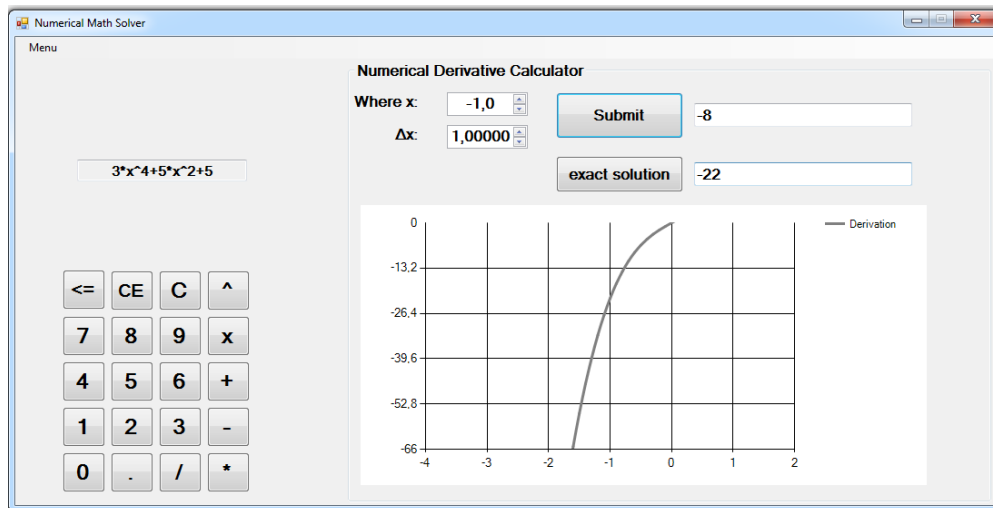 Numerical Math Solver
Menu
Numerical Derivative Calculator
Where x: -1,0 Submit -8
Δx: 1,00000
3*x^4+5*x^2+5
exact solution -22
0
Derivation
-13,2
-26,4
-39,6
-52,8
-66
-4 -3 -2 -1 0 1 2
<= CE C ^
7 8 9 x
4 5 6 +
1 2 3 -
0 . / *